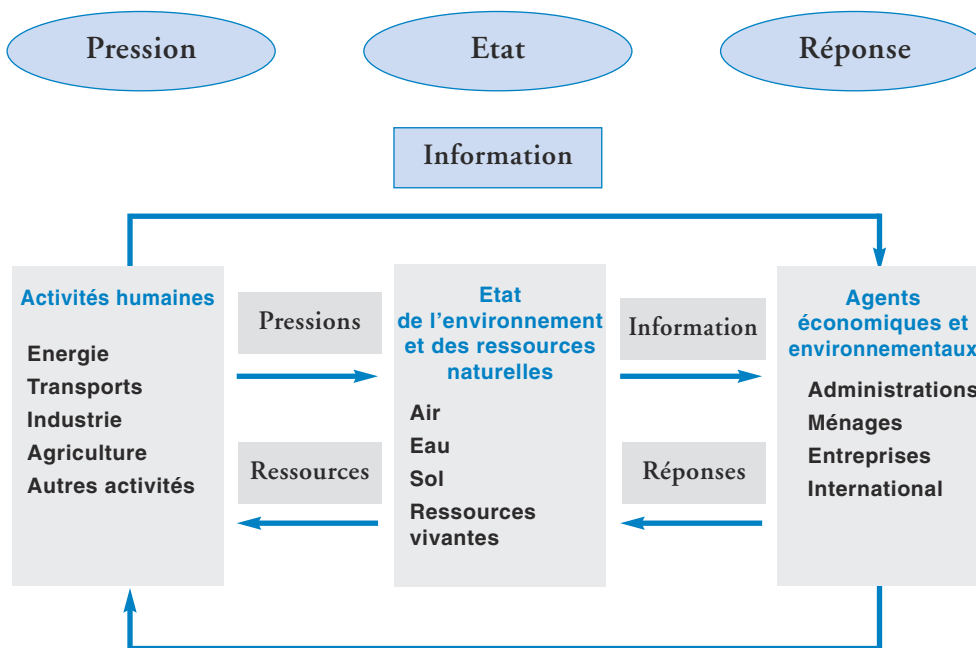 Pression
Etat
Réponse
Information
Activités humaines
Energie
Transports
Industrie
Agriculture
Autres activités
Pressions
Ressources
Etat
de l'environnement
et des ressources
naturelles
Air
Eau
Sol
Ressources
vivantes
Information
Réponses
Agents
économiques et
environnementaux
Administrations
Ménages
Entreprises
International